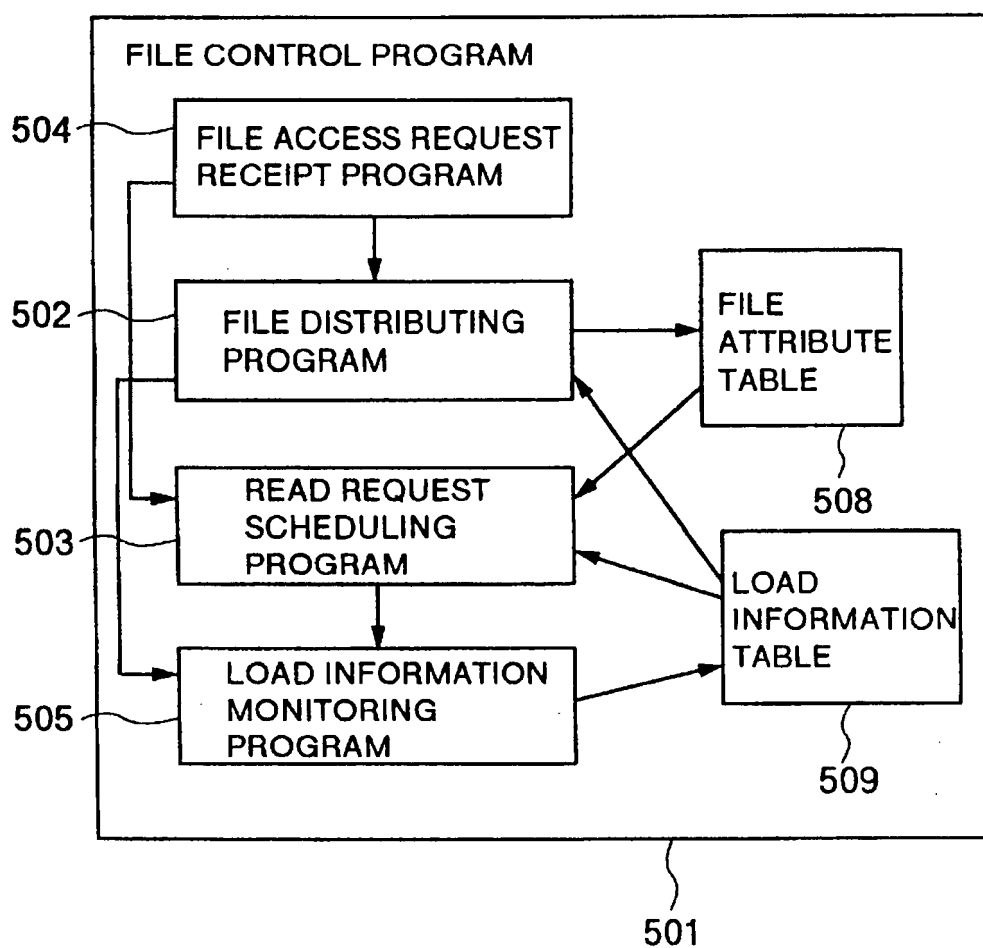 FILE CONTROL PROGRAM
504
FILE ACCESS REQUEST
RECEIPT PROGRAM
502
FILE DISTRIBUTING
PROGRAM
FILE
ATTRIBUTE
TABLE
508
503
READ REQUEST
SCHEDULING
PROGRAM
LOAD
INFORMATION
TABLE
509
505
LOAD INFORMATION
MONITORING
PROGRAM
501